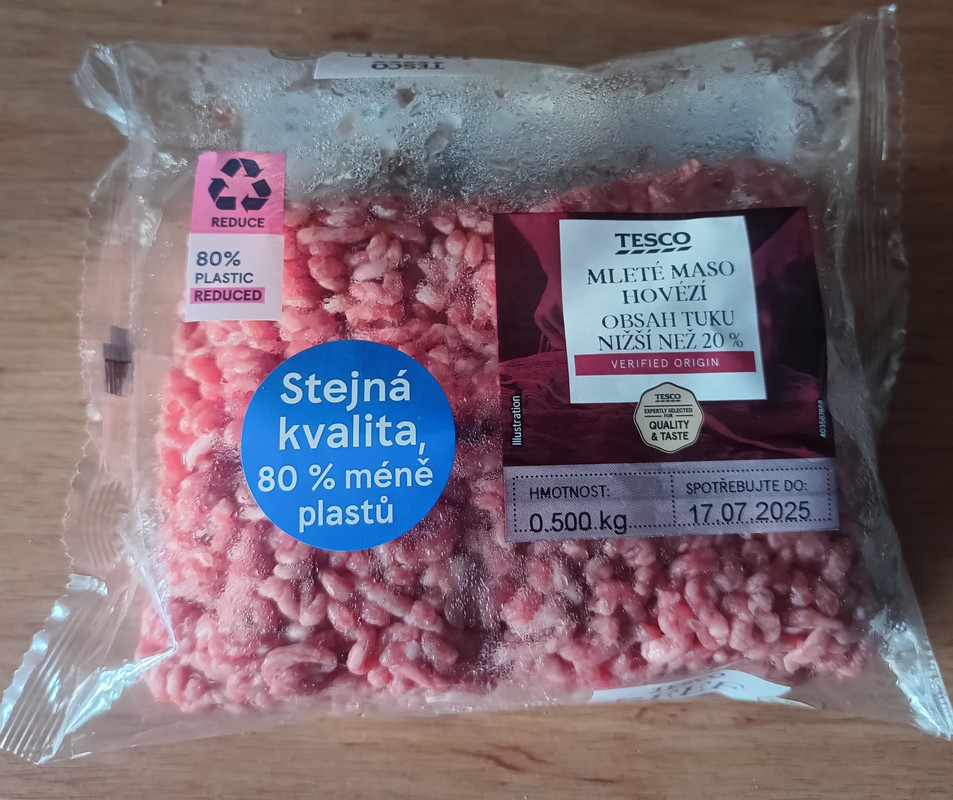 TESCO
REDUCE
80%
PLASTIC
REDUCED
Stejná
kvalita,
80 % méně
plastů
TESCO
MLETÉ MASO
HOVĚZÍ
OBSAH TUKU
NIŽŠÍ NEŽ 20 %
VERIFIED ORIGIN
TESCO
EXPERTLY SELECTED
FOR
QUALITY
& TASTE
Illustration
HMOTNOST:
0.500 kg
SPOTŘEBUJTE DO:
17.07.2025